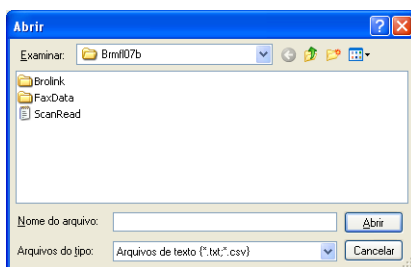 Abrir
Examinar: Brmfl07b
Brolink
FaxData
ScanRead
Nome do arquivo: Abrir
Arquivos do tipo: Arquivos de texto {*.txt;*.csv} Cancelar